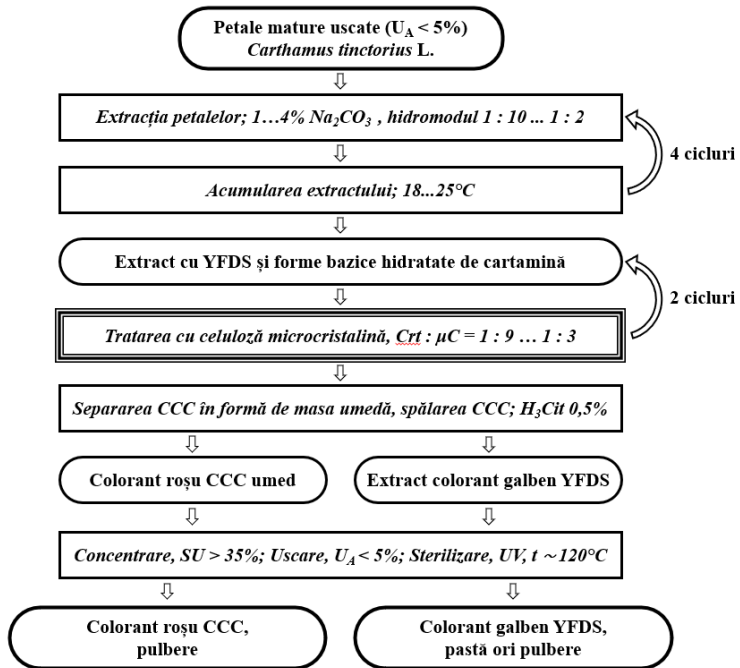 Petale mature uscate (UA < 5%)
Carthamus tinctorius L.
Extracția petalelor; 1…4% Na2CO3 , hidromodul 1 : 10 ... 1 : 2
4 cicluri
Acumularea extractului; 18...25°C
Extract cu YFDS și forme bazice hidratate de cartamină
2 cicluri
Tratarea cu celuloză microcristalină, Crt : µC = 1 : 9 … 1 : 3
Separarea CCC în formă de masa umedă, spălarea CCC; H3Cit 0,5%
Colorant roșu CCC umed
Extract colorant galben YFDS
Concentrare, SU > 35%; Uscare, UA < 5%; Sterilizare, UV, t ~ 120°C
Colorant roșu CCC,
pulbere
Colorant galben YFDS,
pastă ori pulbere